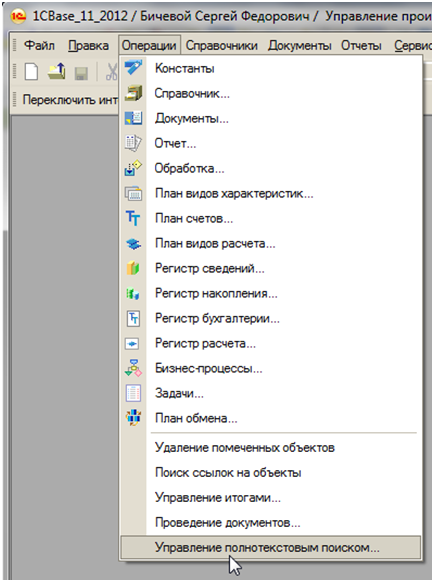 1CBase_11_2012 / Бичевой Сергей Федорович / Управление прои
Файл Правка Операции Справочники Документы Отчеты Сервис
Переключить инт
Константы
Справочник...
Документы...
Отчет...
Обработка...
План видов характеристик...
План счетов...
План видов расчета...
Регистр сведений...
Регистр накопления...
Регистр бухгалтерии...
Регистр расчета...
Бизнес-процессы...
Задачи...
План обмена...
Удаление помеченных объектов
Поиск ссылок на объекты
Управление итогами...
Проведение документов...
Управление полнотекстовым поиском...